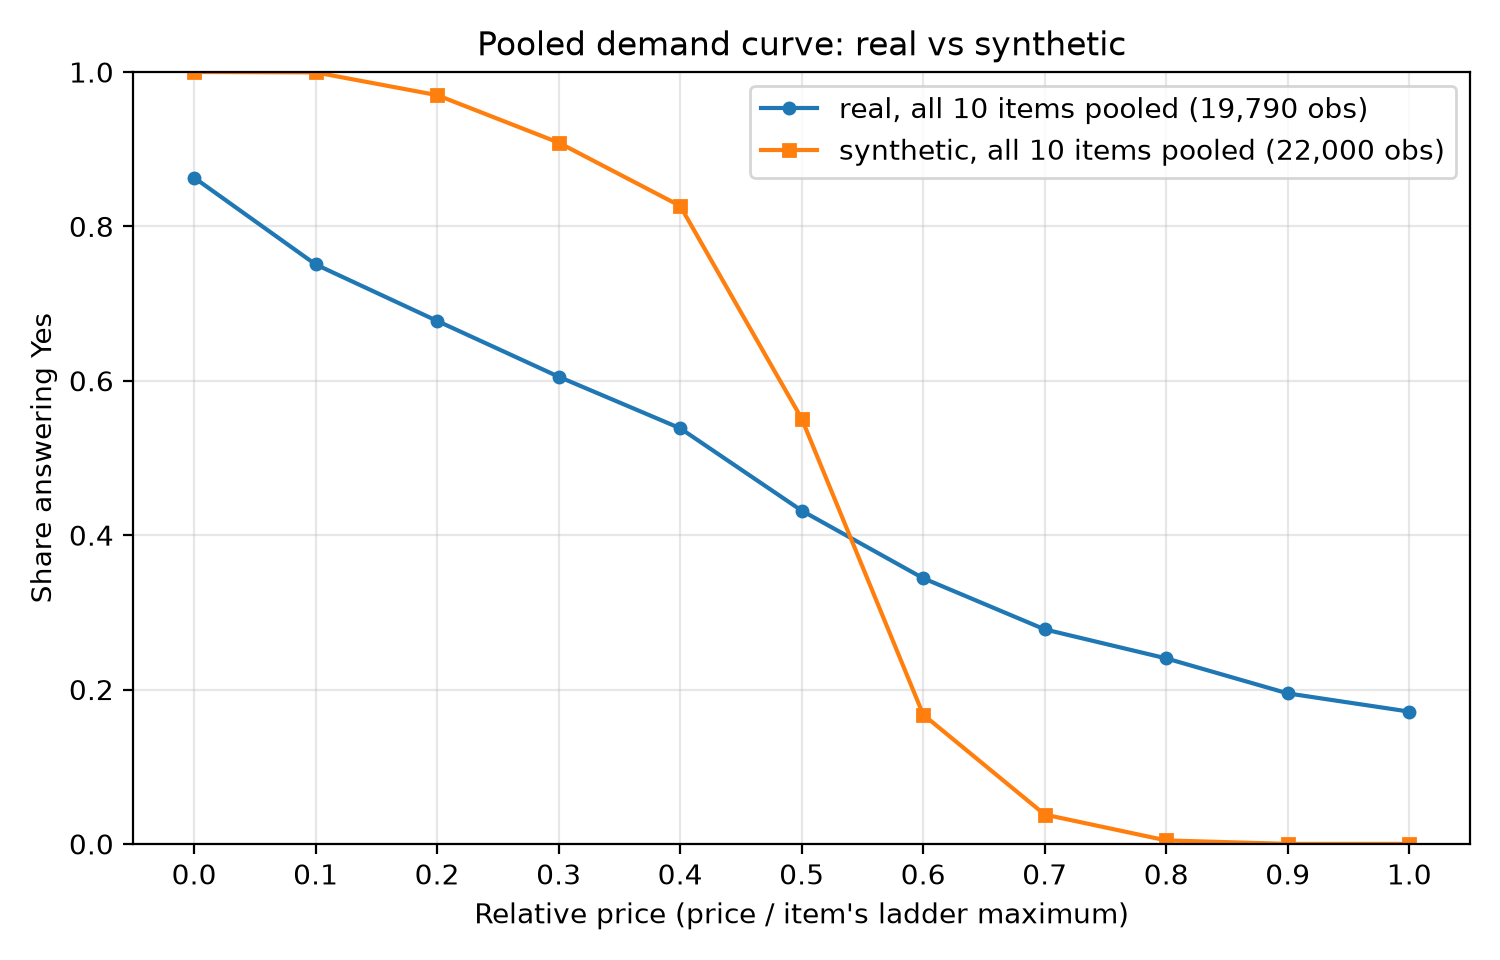 Pooled demand curve: real vs synthetic
real, all 10 items pooled (19,790 obs)
synthetic, all 10 items pooled (22,000 obs)
Share answering Yes
1.0
0.8
0.6
0.4
0.2
0.0
0.0 0.1 0.2 0.3 0.4 0.5 0.6 0.7 0.8 0.9 1.0
Relative price (price / item's ladder maximum)